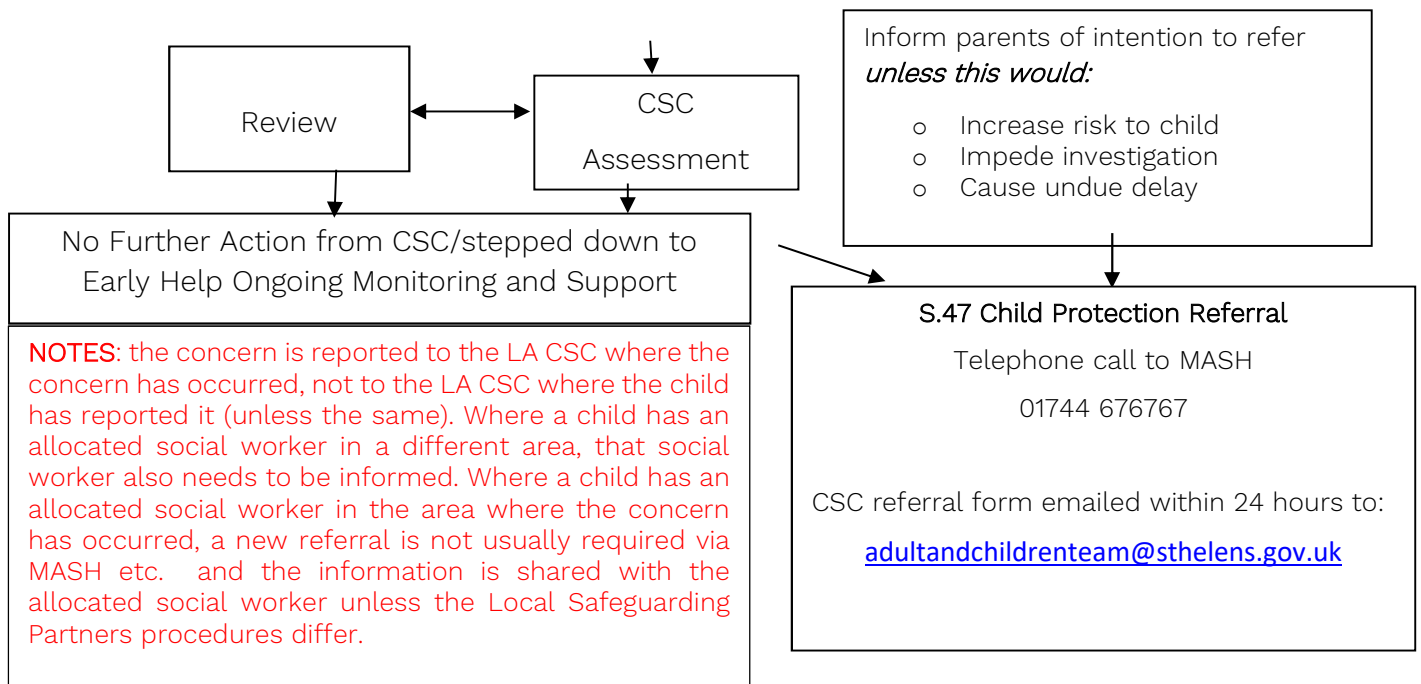 Review
CSC
Assessment
Inform parents of intention to refer
unless this would:
o Increase risk to child
o Impede investigation
o Cause undue delay
No Further Action from CSC/stepped down to
Early Help Ongoing Monitoring and Support
NOTES: the concern is reported to the LA CSC where the
concern has occurred, not to the LA CSC where the child
has reported it (unless the same). Where a child has an
allocated social worker in a different area, that social
worker also needs to be informed. Where a child has an
allocated social worker in the area where the concern
has occurred, a new referral is not usually required via
MASH etc. and the information is shared with the
allocated social worker unless the Local Safeguarding
Partners procedures differ.
S.47 Child Protection Referral
Telephone call to MASH
01744 676767
CSC referral form emailed within 24 hours to:
adultandchildrenteam@sthelens.gov.uk